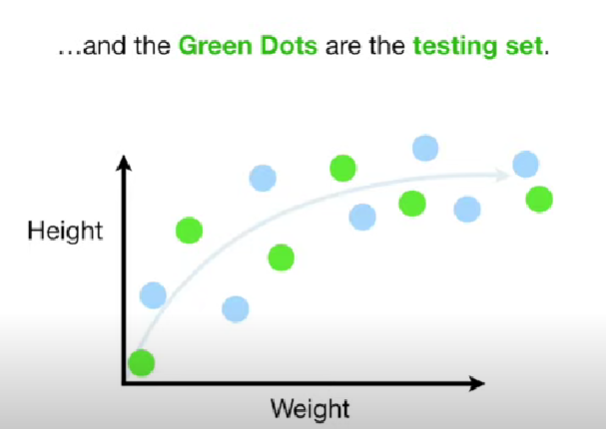 ...and the Green Dots are the testing set.
Height
Weight